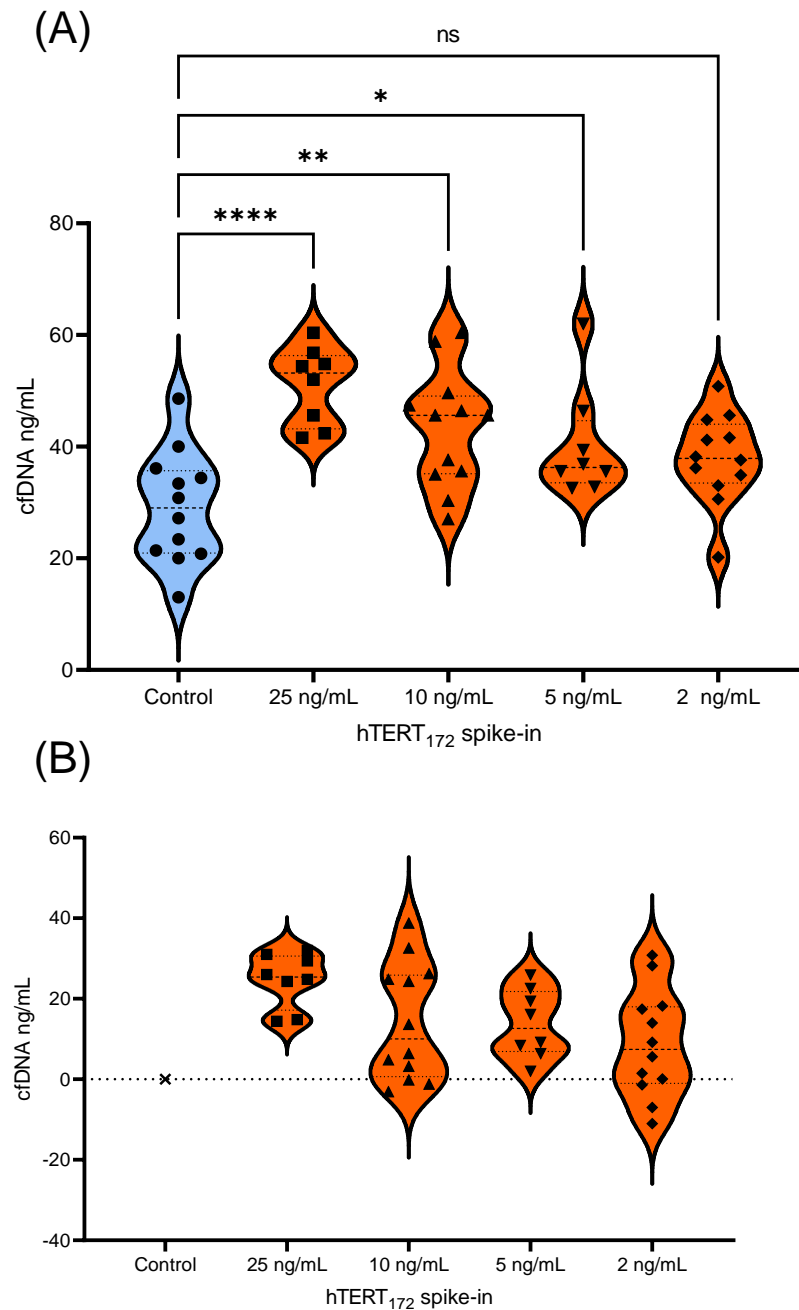 (A)
ns
*
**
****
80
60
40
20
0
cfDNA ng/mL
Control 25 ng/mL 10 ng/mL 5 ng/mL 2 ng/mL
hTERT₁₇₂ spike-in
(B)
60
40
20
0
-20
-40
cfDNA ng/mL
Control 25 ng/mL 10 ng/mL 5 ng/mL 2 ng/mL
hTERT₁₇₂ spike-in